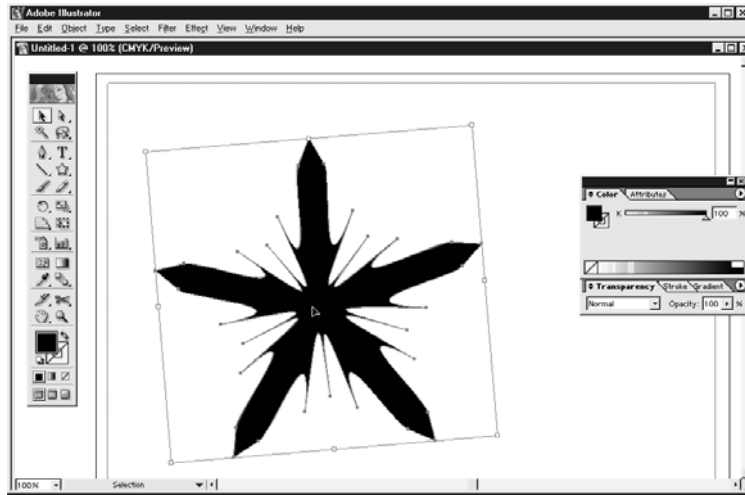 Adobe Illustrator
File Edit Object Type Select Filter Effect View Window Help
Untitled-1 @ 100% (CMYK/Preview)
T
Color Attributes
K 100 %
Transparency Stroke Gradient
Normal Opacity: 100 %
100% Selection